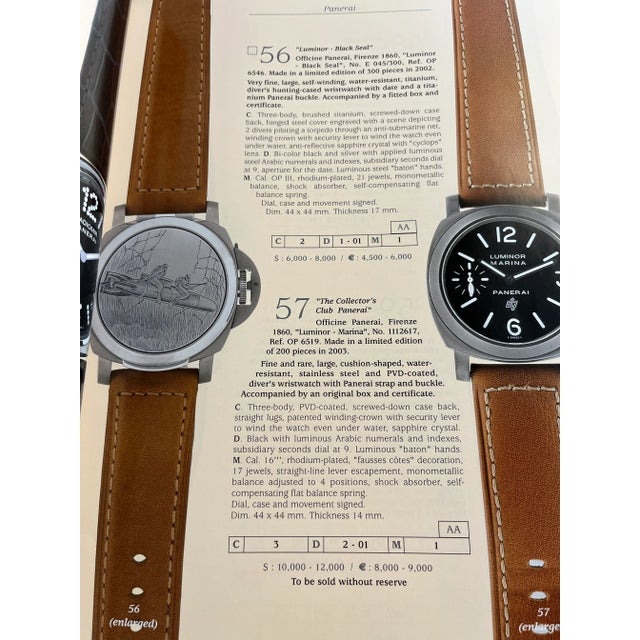 Panerai
56 "Luminor - Black Seal"
Officine Panerai, Firenze 1860, "Luminor
- Black Seal", No. E 045/300, Ref. OP
6546. Made in a limited edition of 300 pieces in 2002.
Very fine, large, self-winding, water-resistant, titanium,
diver's hunting-cased wristwatch with date and a tita-
nium Panerai buckle. Accompanied by a fitted box and
certificate.
C. Three-body, brushed titanium, screwed-down case
back, hinged steel cover engraved with a scene depicting
2 divers piloting a torpedo through an anti-submarine net,
winding crown with security lever to wind the watch even
under water, anti-reflective sapphire crystal with "cyclops"
lens. D. Bi-color black and silver with applied luminous
steel Arabic numerals and indexes, subsidiary seconds dial
at 9, aperture for the date. Luminous steel "baton" hands.
M. Cal. OP III, rhodium-plated, 21 jewels, monometallic
balance, shock absorber, self-compensating flat
balance spring.
Dial, case and movement signed.
Dim. 44 x 44 mm. Thickness 17 mm.
AA
C 2 D 1 - 01 M 1
$ : 6,000 - 8,000 / € : 4,500 - 6,000
57 "The Collector's
Club Panerai"
Officine Panerai, Firenze
1860, "Luminor - Marina", No. 1112617,
Ref. OP 6519. Made in a limited edition
of 200 pieces in 2003.
Fine and rare, large, cushion-shaped, water-
resistant, stainless steel and PVD-coated,
diver's wristwatch with Panerai strap and buckle.
Accompanied by an original box and certificate.
C. Three-body, PVD-coated, screwed-down case back,
straight lugs, patented winding-crown with security lever
to wind the watch even under water, sapphire crystal.
D. Black with luminous Arabic numerals and indexes,
subsidiary seconds dial at 9. Luminous "baton" hands.
M. Cal. 16''', rhodium-plated, "fausses côtes" decoration,
17 jewels, straight-line lever escapement, monometallic
balance adjusted to 4 positions, shock absorber, self-
compensating flat balance spring.
Dial, case and movement signed.
Dim. 44 x 44 mm. Thickness 14 mm.
AA
C 3 D 2 - 01 M 1
$ : 10,000 - 12,000 / € : 8,000 - 9,000
To be sold without reserve
56
(enlarged)
57
(enlarged)
12
LUMINOR
MARINA
PANERAI
6